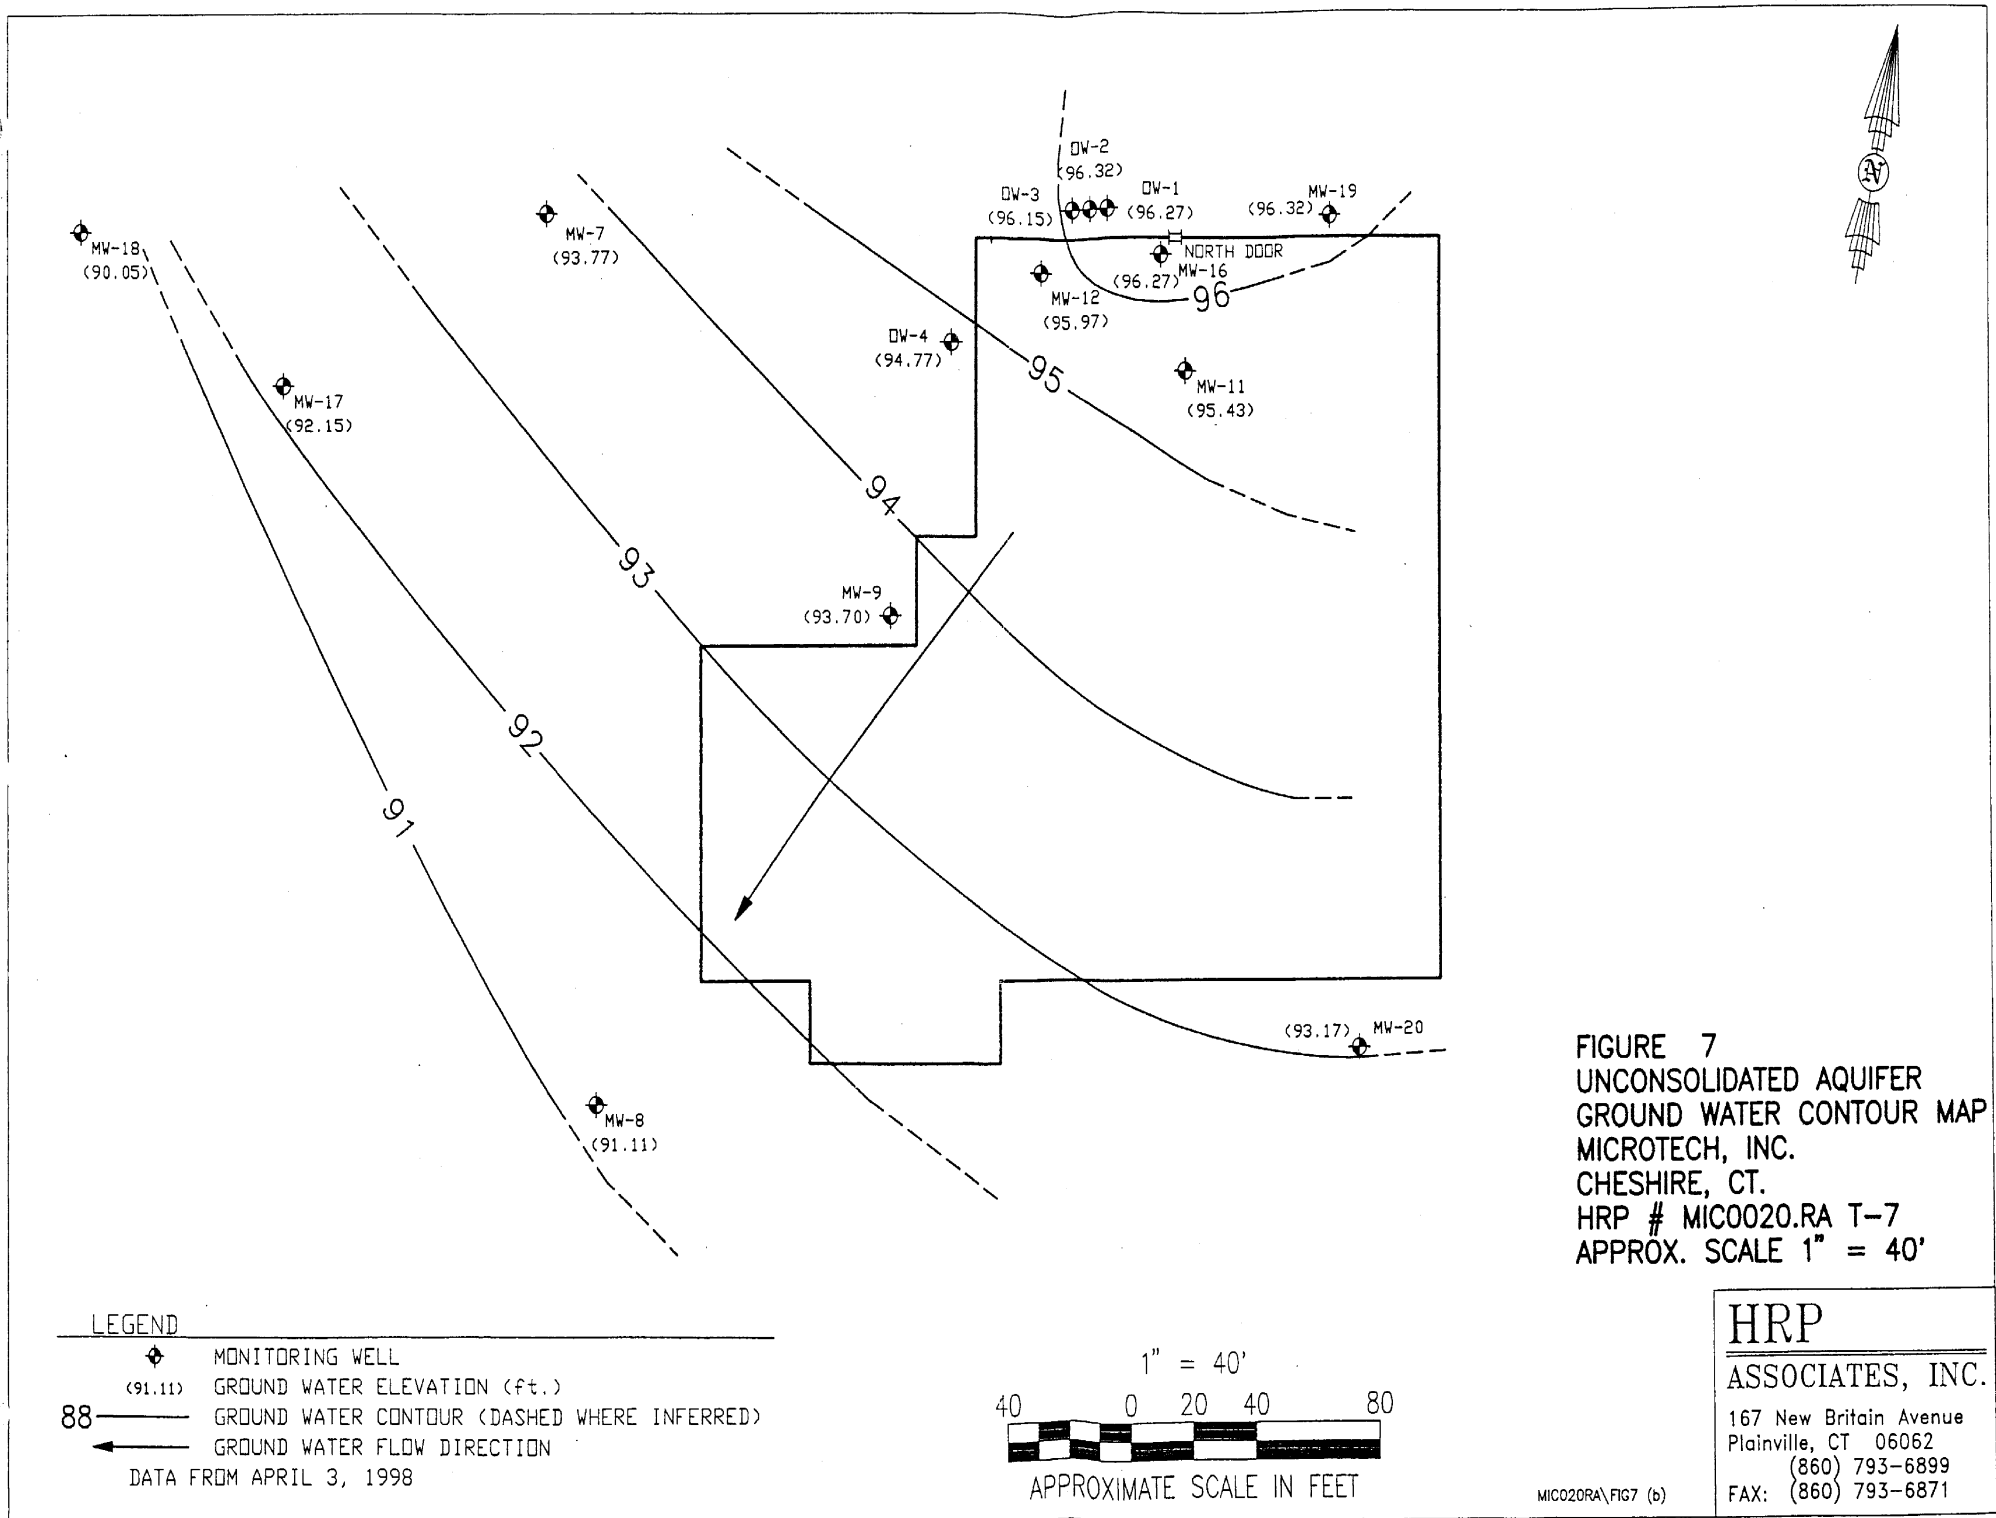 N
DW-2
(96.32)
DW-3
(96.15)
DW-1
(96.27)
MW-19
(96.32)
MW-18
(90.05)
MW-7
(93.77)
NORTH DOOR
MW-16
(96.27)
96
MW-12
(95.97)
DW-4
(94.77)
95
MW-11
(95.43)
MW-17
(92.15)
94
93
MW-9
(93.70)
92
91
(93.17) MW-20
MW-8
(91.11)
FIGURE 7
UNCONSOLIDATED AQUIFER
GROUND WATER CONTOUR MAP
MICROTECH, INC.
CHESHIRE, CT.
HRP # MIC0020.RA T-7
APPROX. SCALE 1" = 40'
LEGEND
MONITORING WELL
(91.11) GROUND WATER ELEVATION (ft.)
88 GROUND WATER CONTOUR (DASHED WHERE INFERRED)
GROUND WATER FLOW DIRECTION
DATA FROM APRIL 3, 1998
1" = 40'
40 0 20 40 80
APPROXIMATE SCALE IN FEET
MIC020RA\FIG7 (b)
HRP
ASSOCIATES, INC.
167 New Britain Avenue
Plainville, CT 06062
(860) 793-6899
FAX: (860) 793-6871